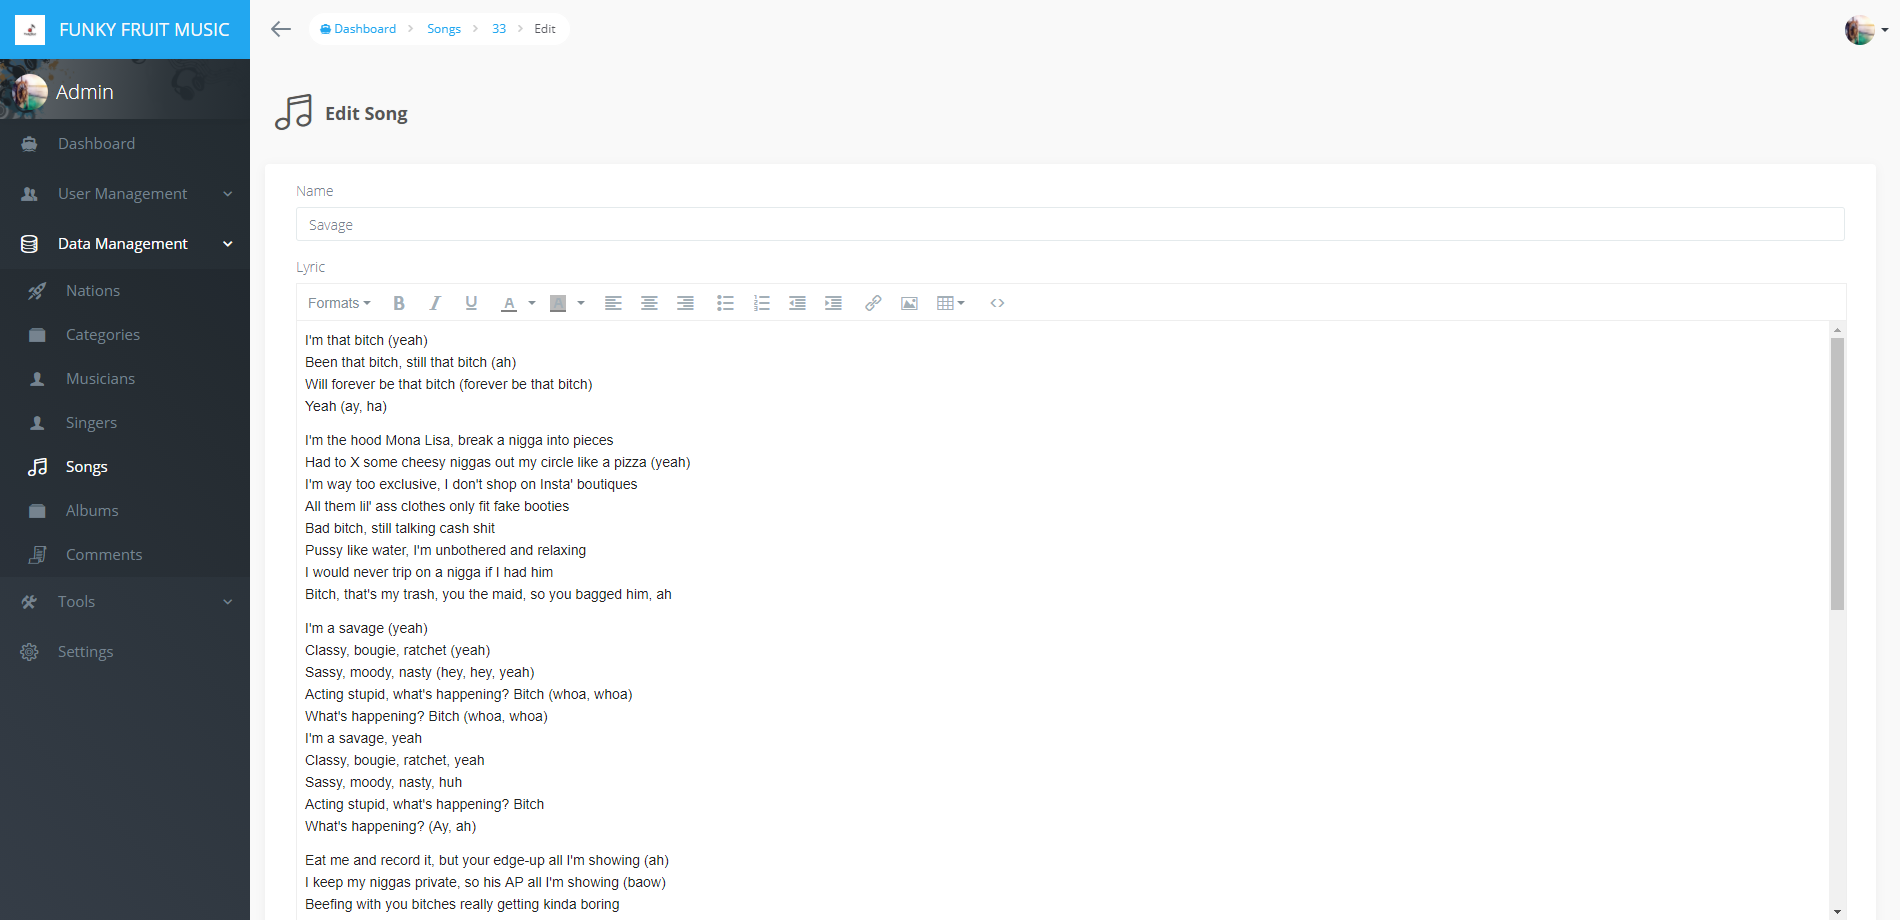 FUNKY FRUIT MUSIC
Admin
Dashboard
User Management
Data Management
Nations
Categories
Musicians
Singers
Songs
Albums
Comments
Tools
Settings
Dashboard > Songs > 33 > Edit
Edit Song
Name
Savage
Lyric
Formats B I U A A <>
I'm that bitch (yeah)
Been that bitch, still that bitch (ah)
Will forever be that bitch (forever be that bitch)
Yeah (ay, ha)
I'm the hood Mona Lisa, break a nigga into pieces
Had to X some cheesy niggas out my circle like a pizza (yeah)
I'm way too exclusive, I don't shop on Insta' boutiques
All them lil' ass clothes only fit fake booties
Bad bitch, still talking cash shit
Pussy like water, I'm unbothered and relaxing
I would never trip on a nigga if I had him
Bitch, that's my trash, you the maid, so you bagged him, ah
I'm a savage (yeah)
Classy, bougie, ratchet (yeah)
Sassy, moody, nasty (hey, hey, yeah)
Acting stupid, what's happening? Bitch (whoa, whoa)
What's happening? Bitch (whoa, whoa)
I'm a savage, yeah
Classy, bougie, ratchet, yeah
Sassy, moody, nasty, huh
Acting stupid, what's happening? Bitch
What's happening? (Ay, ah)
Eat me and record it, but your edge-up all I'm showing (ah)
I keep my niggas private, so his AP all I'm showing (baow)
Beefing with you bitches really getting kinda boring